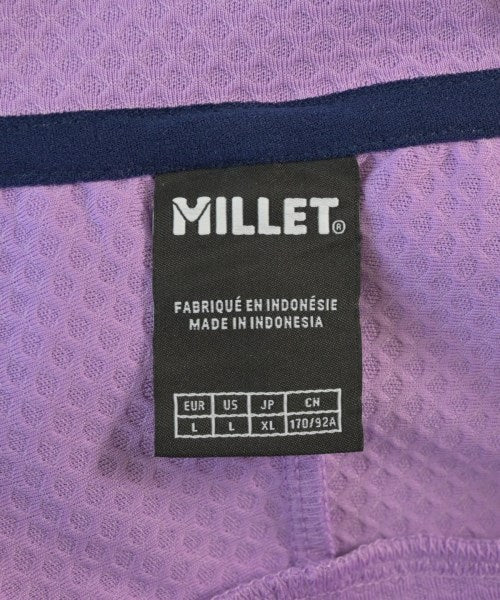 MILLET®
FABRIQUÉ EN INDONÉSIE
MADE IN INDONESIA
EUR US JP CN
L L XL 170/92A